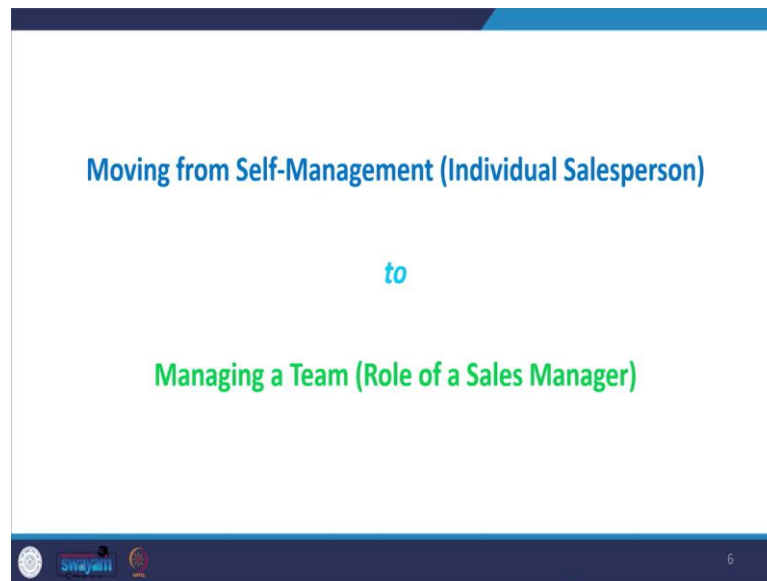 Moving from Self-Management (Individual Salesperson)
to
Managing a Team (Role of a Sales Manager)
swayam
6